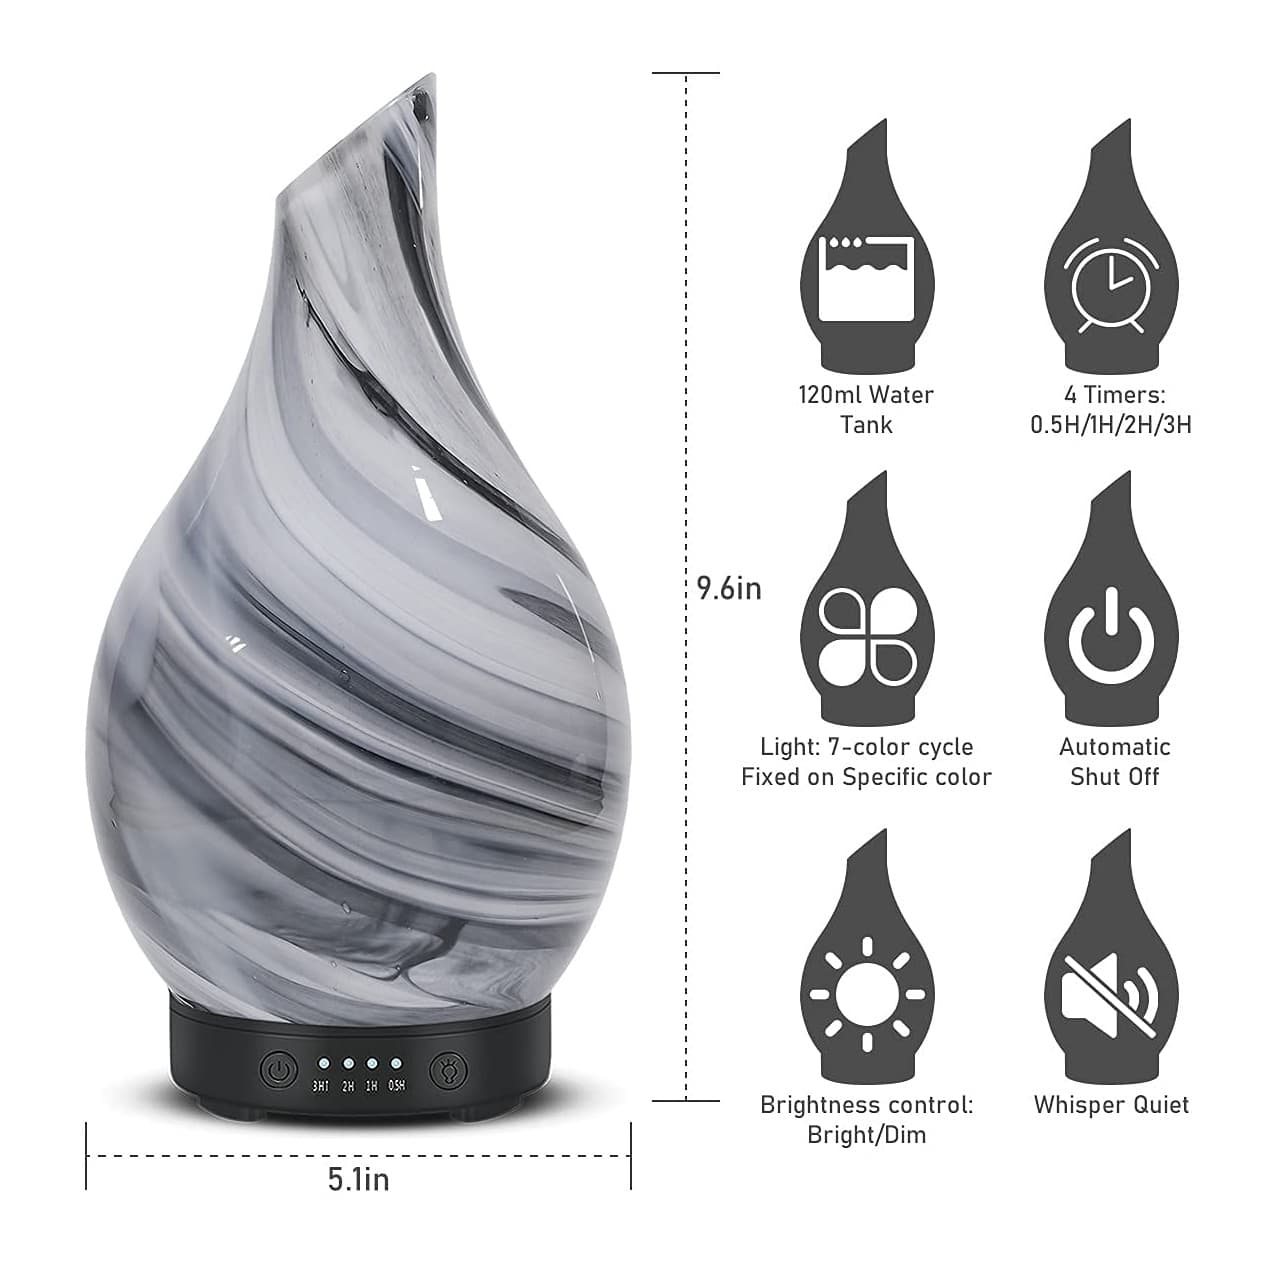 9.6in
120ml Water
Tank
4 Timers:
0.5H/1H/2H/3H
Light: 7-color cycle
Fixed on Specific color
Automatic
Shut Off
Brightness control:
Bright/Dim
Whisper Quiet
3H 2H 1H 0.5H
5.1in